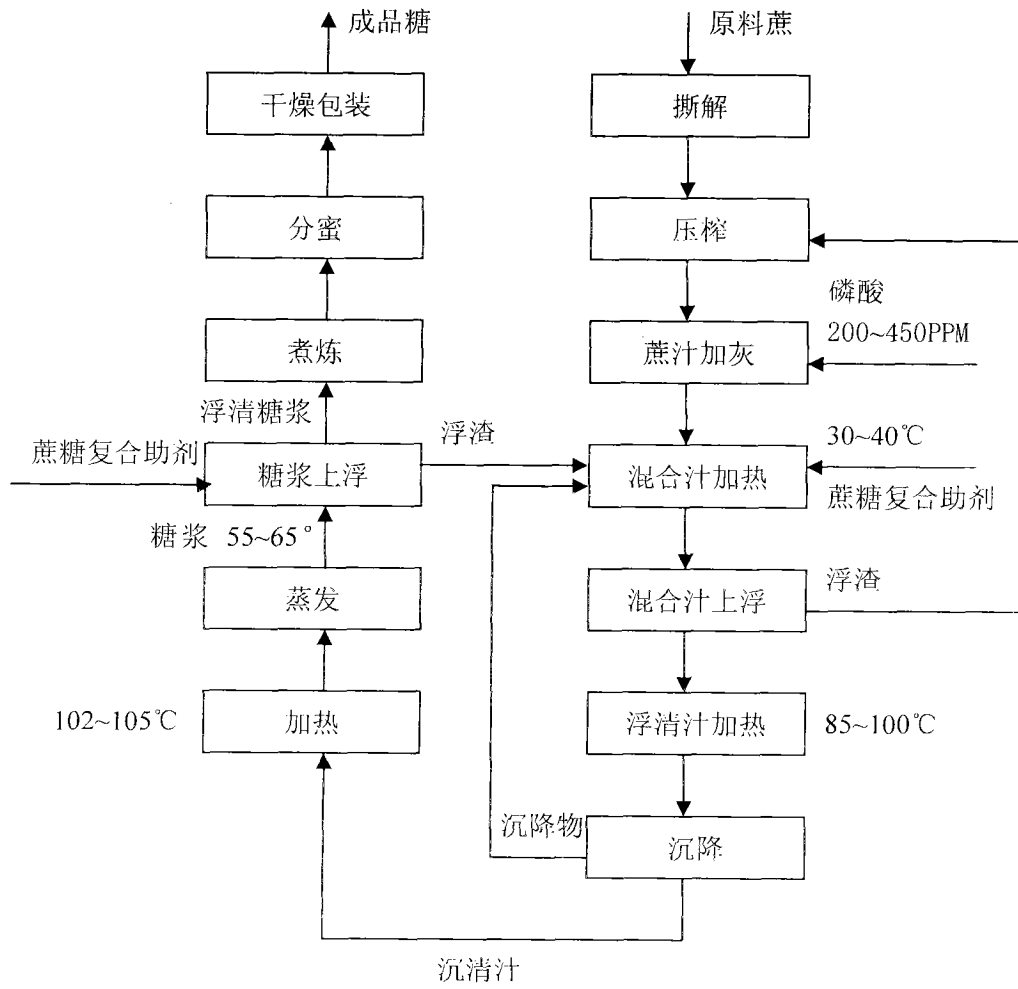 成品糖
原料蔗
干燥包装
撕解
分蜜
压榨
磷酸
200~450PPM
煮炼
蔗汁加灰
浮清糖浆
浮渣
30~40℃
蔗糖复合助剂
糖浆上浮
混合汁加热
蔗糖复合助剂
糖浆 55~65°
浮渣
蒸发
混合汁上浮
102~105℃
加热
浮清汁加热
85~100℃
沉降物
沉降
沉清汁